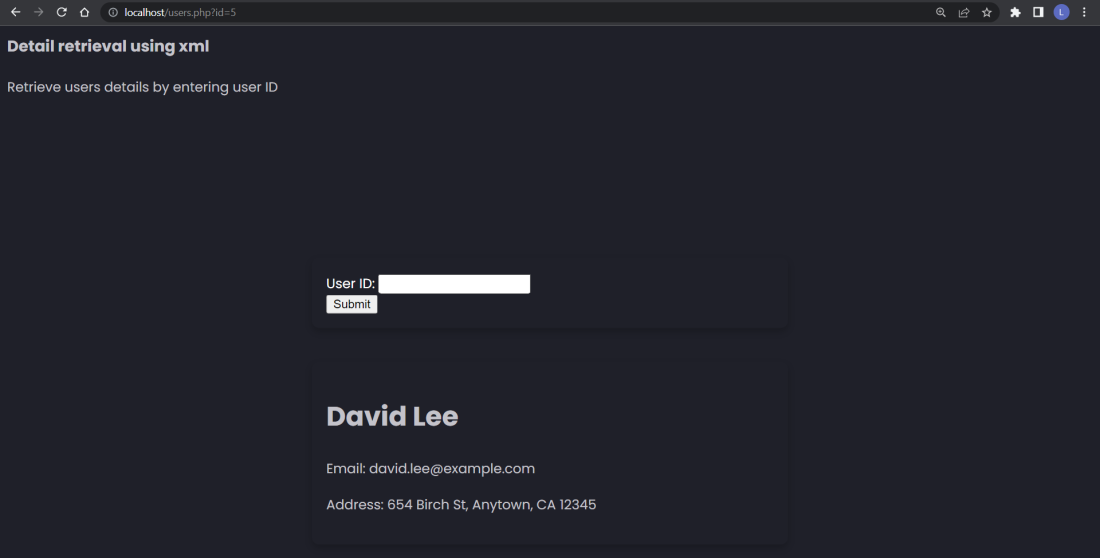 localhost/users.php?id=5
L
Detail retrieval using xml
Retrieve users details by entering user ID
User ID:
Submit
David Lee
Email: david.lee@example.com
Address: 654 Birch St, Anytown, CA 12345